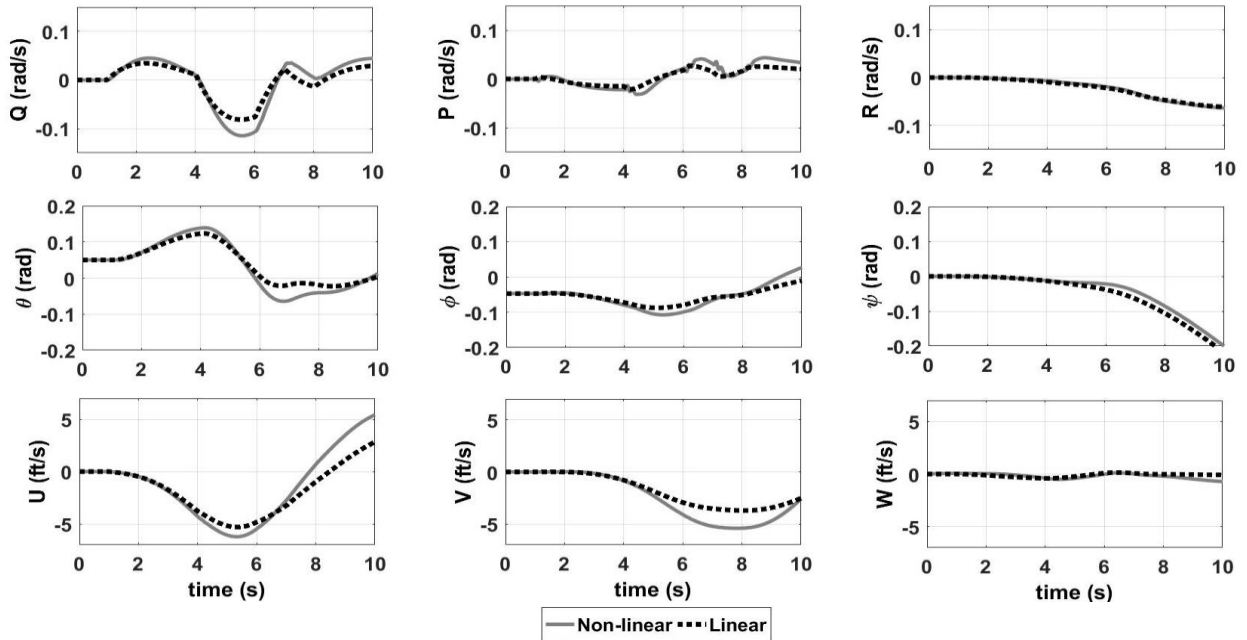 Q (rad/s)
0.1
0
-0.1
0 2 4 6 8 10
P (rad/s)
0.1
0
-0.1
0 2 4 6 8 10
R (rad/s)
0.1
0
-0.1
0 2 4 6 8 10
θ (rad)
0.2
0.1
0
-0.1
-0.2
0 2 4 6 8 10
ϕ (rad)
0.2
0.1
0
-0.1
-0.2
0 2 4 6 8 10
ψ (rad)
0.2
0.1
0
-0.1
-0.2
0 2 4 6 8 10
U (ft/s)
5
0
-5
0 2 4 6 8 10
time (s)
V (ft/s)
5
0
-5
0 2 4 6 8 10
time (s)
W (ft/s)
5
0
-5
0 2 4 6 8 10
time (s)
Non-linear Linear